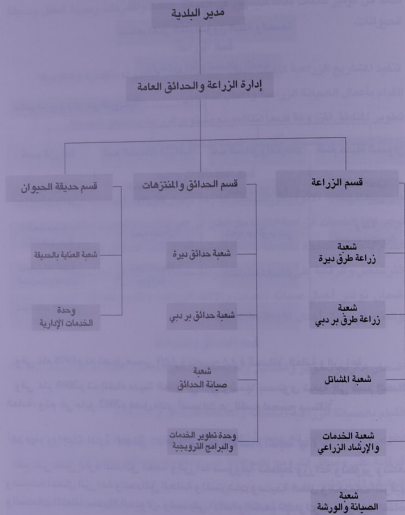 مدير البلدية
إدارة الزراعة والحدائق العامة
قسم الزراعة
قسم الحدائق والمنتزهات
قسم حديقة الحيوان
شعبة
زراعة طرق ديرة
شعبة حدائق ديرة
شعبة العناية بالحديقة
شعبة
زراعة طرق بر دبي
شعبة حدائق بر دبي
وحدة
الخدمات الإدارية
شعبة المشاتل
شعبة
صيانة الحدائق
شعبة الخدمات
والإرشاد الزراعي
وحدة تطوير الخدمات
والبرامج الترويجية
شعبة
الصيانة والورشة